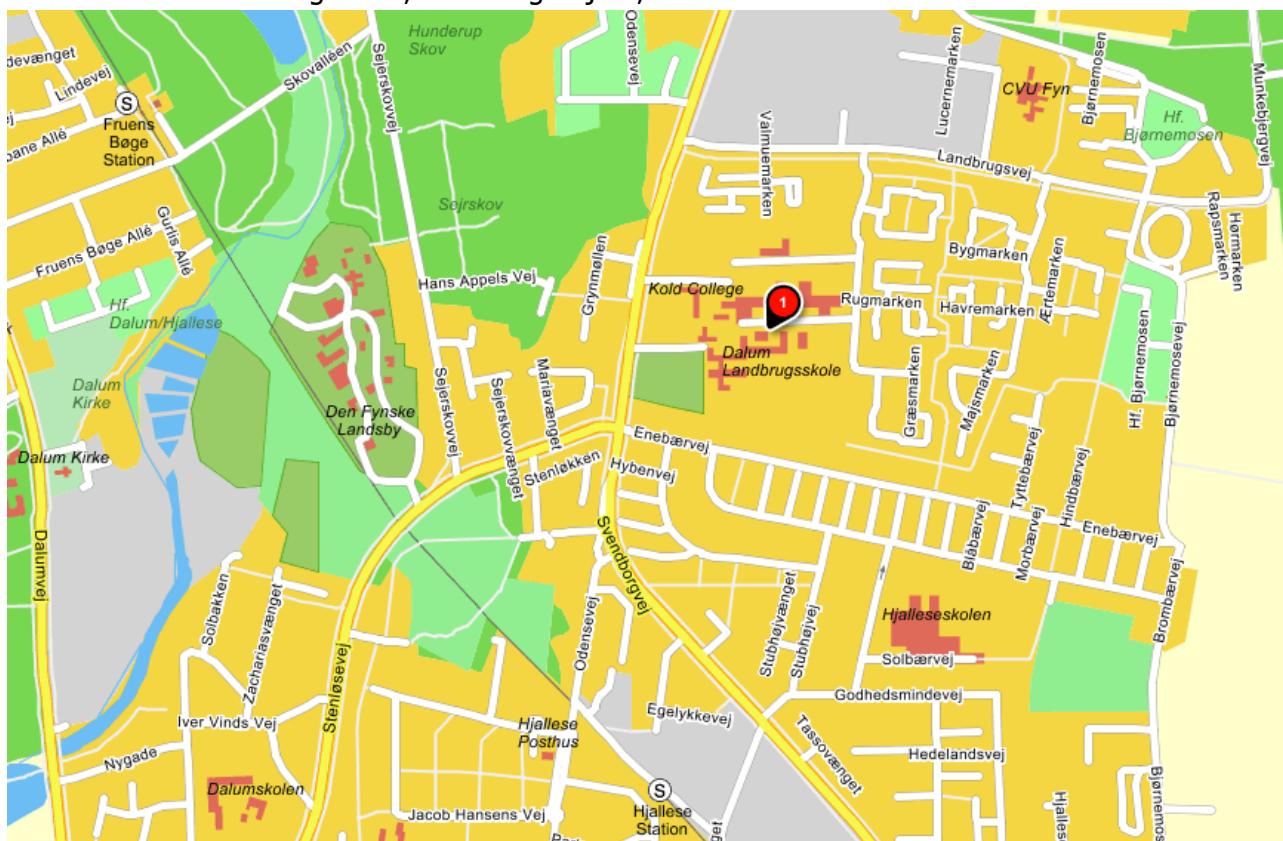 Odensevej
Hunderup
Skov
devænget
Lindevej
Skovalléen
Sejerskovvej
S
Fruens
Bøge
Station
bane Allé
Valmuemarken
Lucernemarken
CVU Fyn
Bjørnemosen
Hf.
Bjørnemosen
Munkebjergvej
Landbrugsvej
Sejrskov
Gurlis Allé
Fruens Bøge Allé
Hans Appels Vej
Grynmøllen
Kold College
1
Rugmarken
Bygmarken
Havremarken
Ærtemarken
Rapsmarken
Hørmarken
Hf.
Dalum/Hjallese
Dalum
Landbrugsskole
Græsmarken
Majsmarken
Hf. Bjørnemosen
Bjørnemosevej
Dalum
Kirke
Den Fynske
Landsby
Sejerskovvej
Sejerskovvænget
Mariavænget
Dalum Kirke
Stenløkken
Enebærvej
Hybenvej
Tyttebærvej
Hindbærvej
Blåbærvej
Morbærvej
Enebærvej
Dalumvej
Svendborgvej
Solbakken
Zachariasvænget
Stenløsevej
Odensevej
Stubhøjvænget
Stubhøjvej
Hjalleseskolen
Solbærvej
Brombærvej
Godhedsmindevej
Egelykkevej
Tassovænget
Hedelandsvej
Iver Vinds Vej
Nygade
Hjallese
Posthus
Dalumskolen
Jacob Hansens Vej
S
Hjallese
Station
Hjallese
Bjørnemos